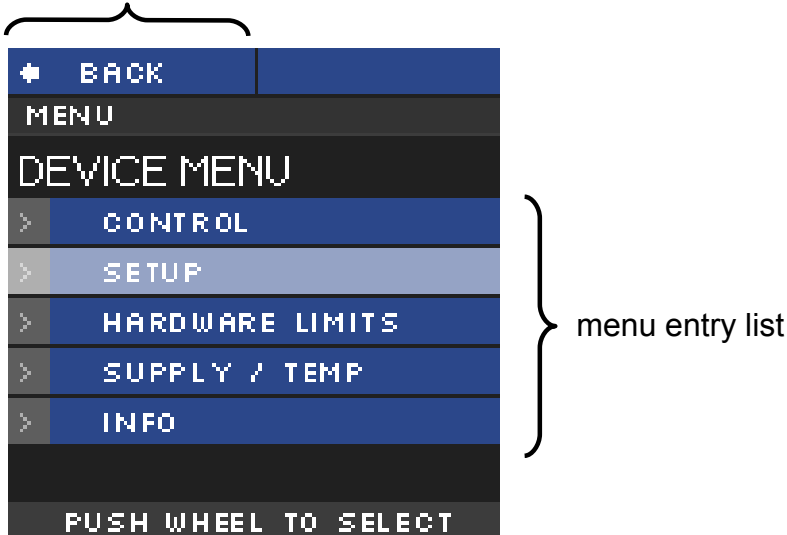 BACK
MENU
DEVICE MENU
> CONTROL
> SETUP
> HARDWARE LIMITS
> SUPPLY / TEMP
> INFO
menu entry list
PUSH WHEEL TO SELECT